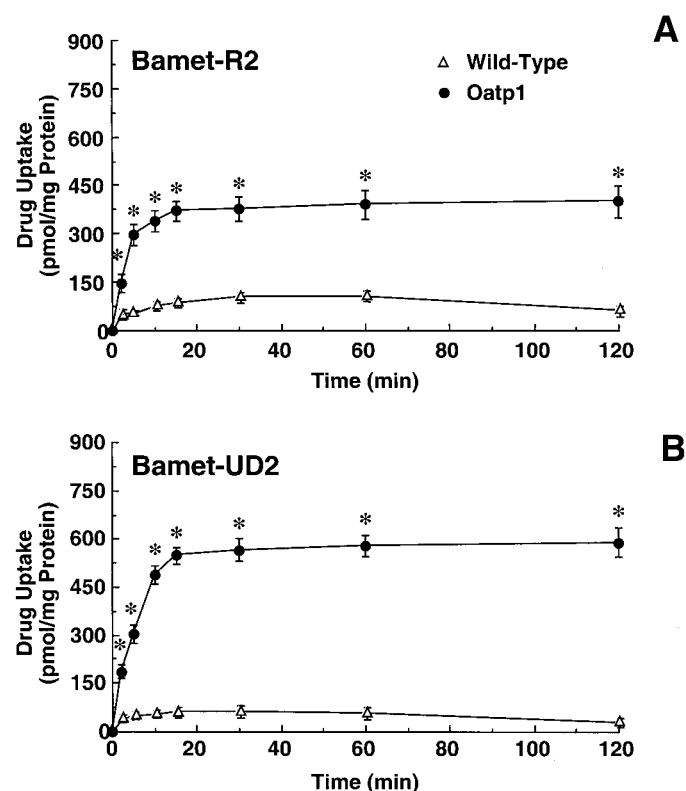 A
Bamet-R2
Wild-Type
Oatp1
Drug Uptake
(pmol/mg Protein)
900
750
600
450
300
150
0
* * * * * * *
0 20 40 60 80 100 120
Time (min)
B
Bamet-UD2
Drug Uptake
(pmol/mg Protein)
900
750
600
450
300
150
0
* * * * * * *
0 20 40 60 80 100 120
Time (min)